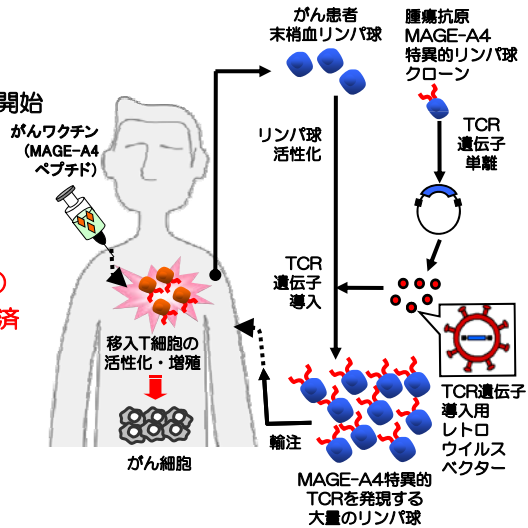 開始
がんワクチン
（MAGE-A4
ペプチド）
済
移入T細胞の
活性化・増殖
がん細胞
がん患者
末梢血リンパ球
リンパ球
活性化
TCR
遺伝子
導入
輸注
MAGE-A4特異的
TCRを発現する
大量のリンパ球
腫瘍抗原
MAGE-A4
特異的リンパ球
クローン
TCR
遺伝子
単離
TCR遺伝子
導入用
レトロ
ウイルス
ベクター